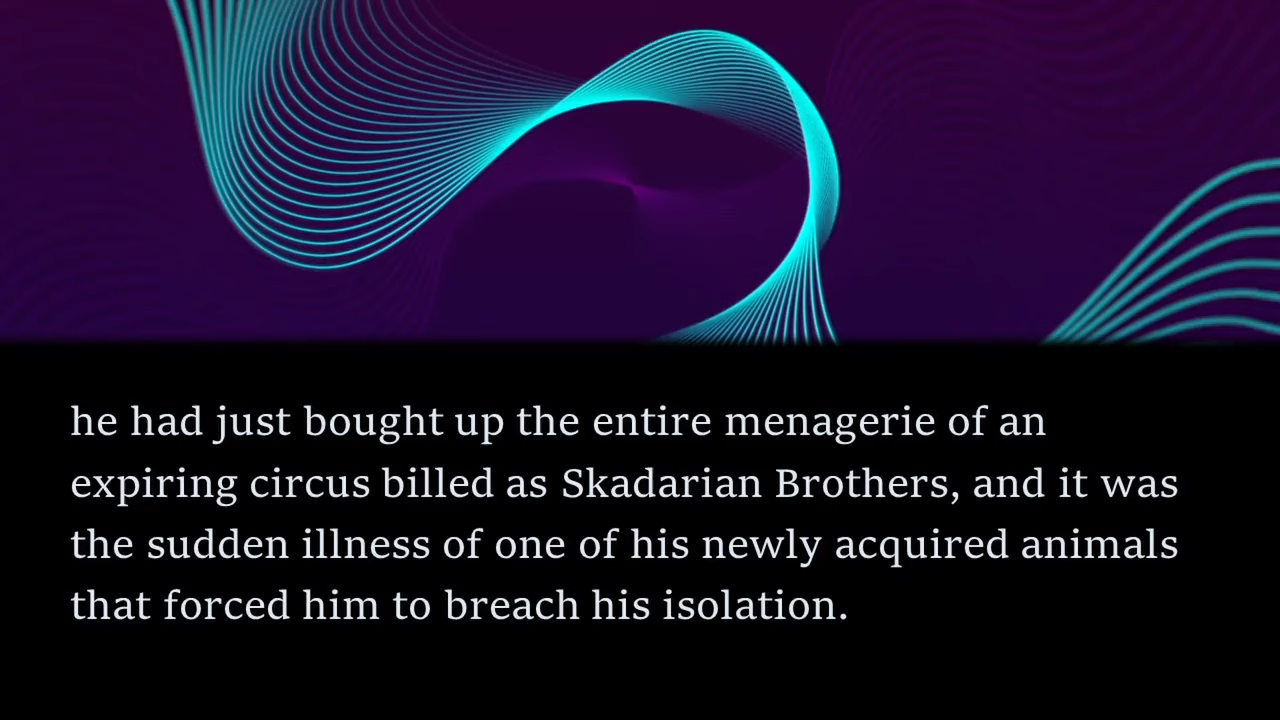 he had just bought up the entire menagerie of an
expiring circus billed as Skadarian Brothers, and it was
the sudden illness of one of his newly acquired animals
that forced him to breach his isolation.